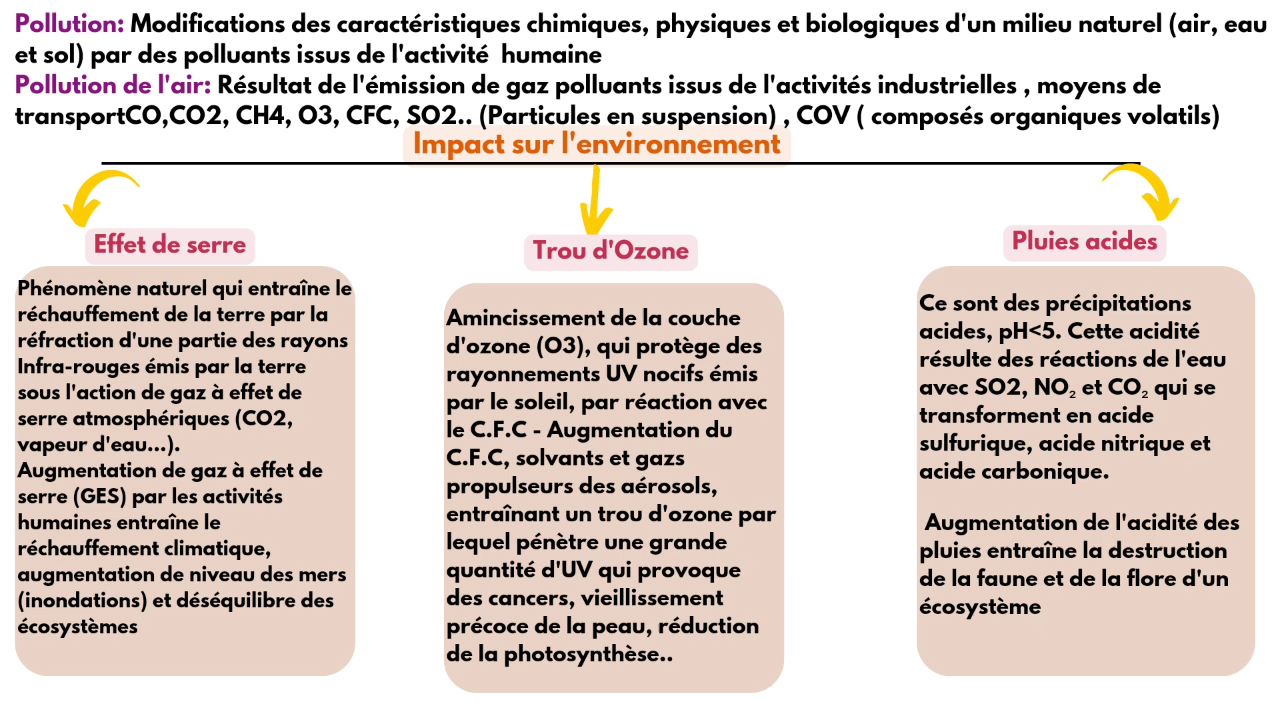 Pollution: Modifications des caractéristiques chimiques, physiques et biologiques d'un milieu naturel (air, eau
et sol) par des polluants issus de l'activité  humaine
Pollution de l'air: Résultat de l'émission de gaz polluants issus de l'activités industrielles , moyens de
transportCO,CO2, CH4, O3, CFC, SO2.. (Particules en suspension) , COV ( composés organiques volatils)
Impact sur l'environnement
Effet de serre
Phénomène naturel qui entraîne le
réchauffement de la terre par la
réfraction d'une partie des rayons
Infra-rouges émis par la terre
sous l'action de gaz à effet de
serre atmosphériques (CO2,
vapeur d'eau...).
Augmentation de gaz à effet de
serre (GES) par les activités
humaines entraîne le
réchauffement climatique,
augmentation de niveau des mers
(inondations) et déséquilibre des
écosystèmes
Trou d'Ozone
Amincissement de la couche
d'ozone (O3), qui protège des
rayonnements UV nocifs émis
par le soleil, par réaction avec
le C.F.C - Augmentation du
C.F.C, solvants et gazs
propulseurs des aérosols,
entraînant un trou d'ozone par
lequel pénètre une grande
quantité d'UV qui provoque
des cancers, vieillissement
précoce de la peau, réduction
de la photosynthèse..
Pluies acides
Ce sont des précipitations
acides, pH<5. Cette acidité
résulte des réactions de l'eau
avec SO2, NO₂ et CO₂ qui se
transforment en acide
sulfurique, acide nitrique et
acide carbonique.
Augmentation de l'acidité des
pluies entraîne la destruction
de la faune et de la flore d'un
écosystème